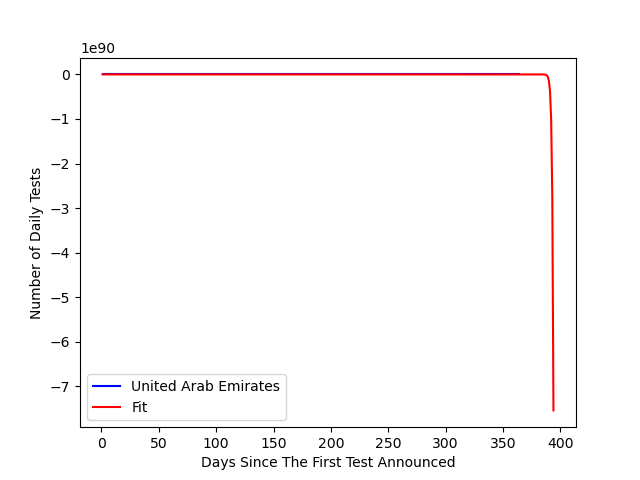 1e90
0
−1
−2
−3
−4
−5
−6
−7
Number of Daily Tests
United Arab Emirates
Fit
0 50 100 150 200 250 300 350 400
Days Since The First Test Announced